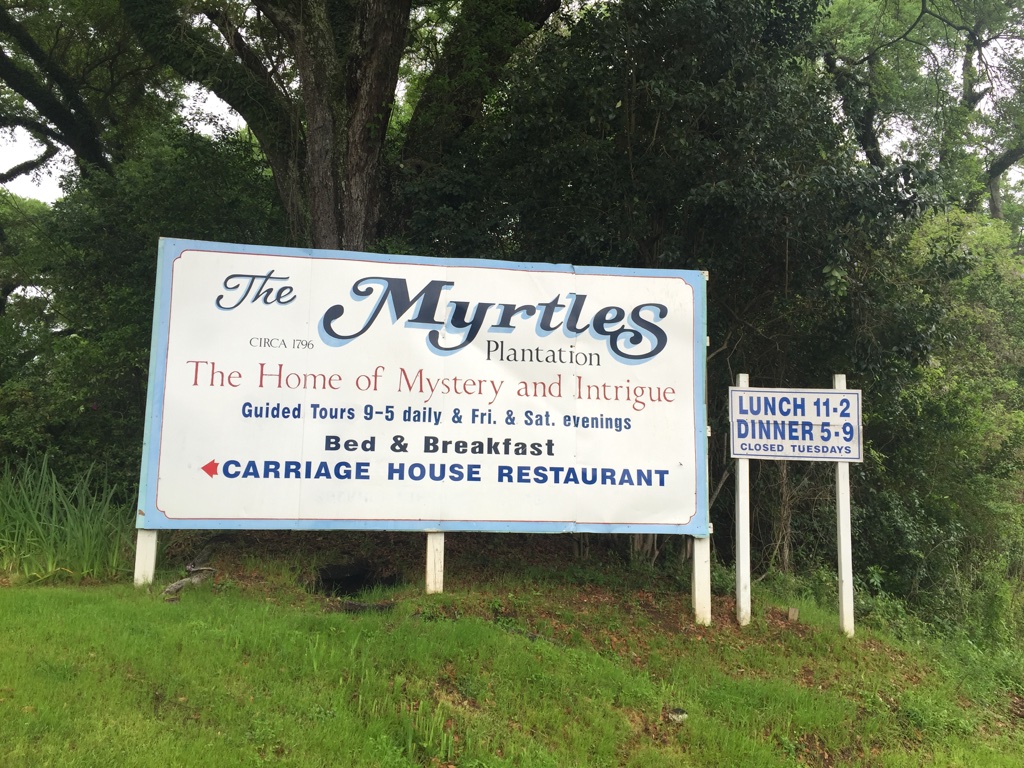 The Myrtles
CIRCA 1796
Plantation
The Home of Mystery and Intrigue
Guided Tours 9-5 daily & Fri. & Sat. evenings
Bed & Breakfast
CARRIAGE HOUSE RESTAURANT
LUNCH 11-2
DINNER 5-9
CLOSED TUESDAYS